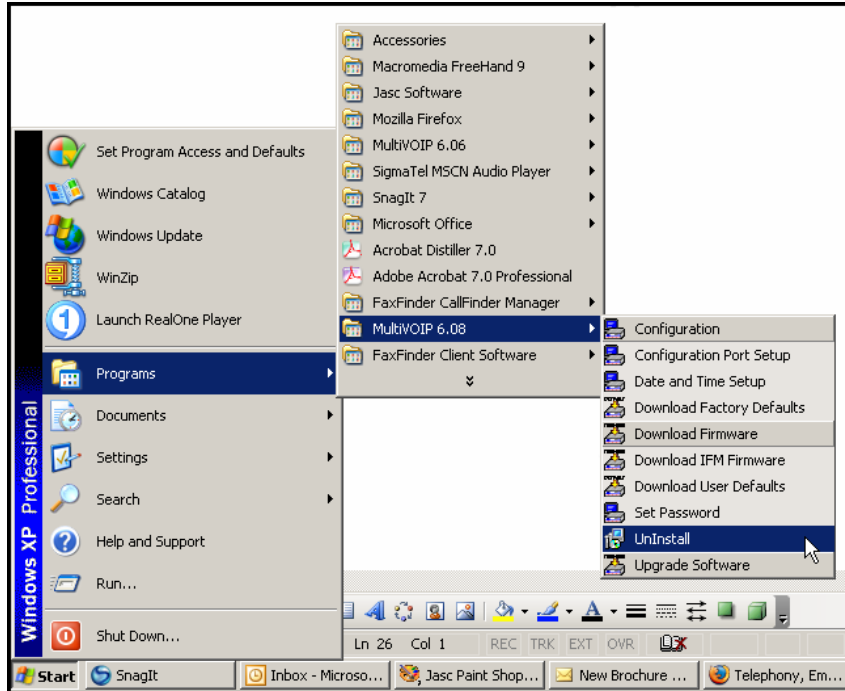 Accessories
Macromedia FreeHand 9
Jasc Software
Mozilla Firefox
MultiVOIP 6.06
SigmaTel MSCN Audio Player
SnagIt 7
Microsoft Office
Acrobat Distiller 7.0
Adobe Acrobat 7.0 Professional
FaxFinder CallFinder Manager
MultiVOIP 6.08
FaxFinder Client Software
Set Program Access and Defaults
Windows Catalog
Windows Update
WinZip
Launch RealOne Player
Programs
Documents
Settings
Search
Help and Support
Run...
Shut Down...
Windows XP Professional
Configuration
Configuration Port Setup
Date and Time Setup
Download Factory Defaults
Download Firmware
Download IFM Firmware
Download User Defaults
Set Password
UnInstall
Upgrade Software
Ln 26 Col 1 REC TRK EXT OVR
Start SnagIt Inbox - Microso... Jasc Paint Shop... New Brochure ... Telephony, Em...